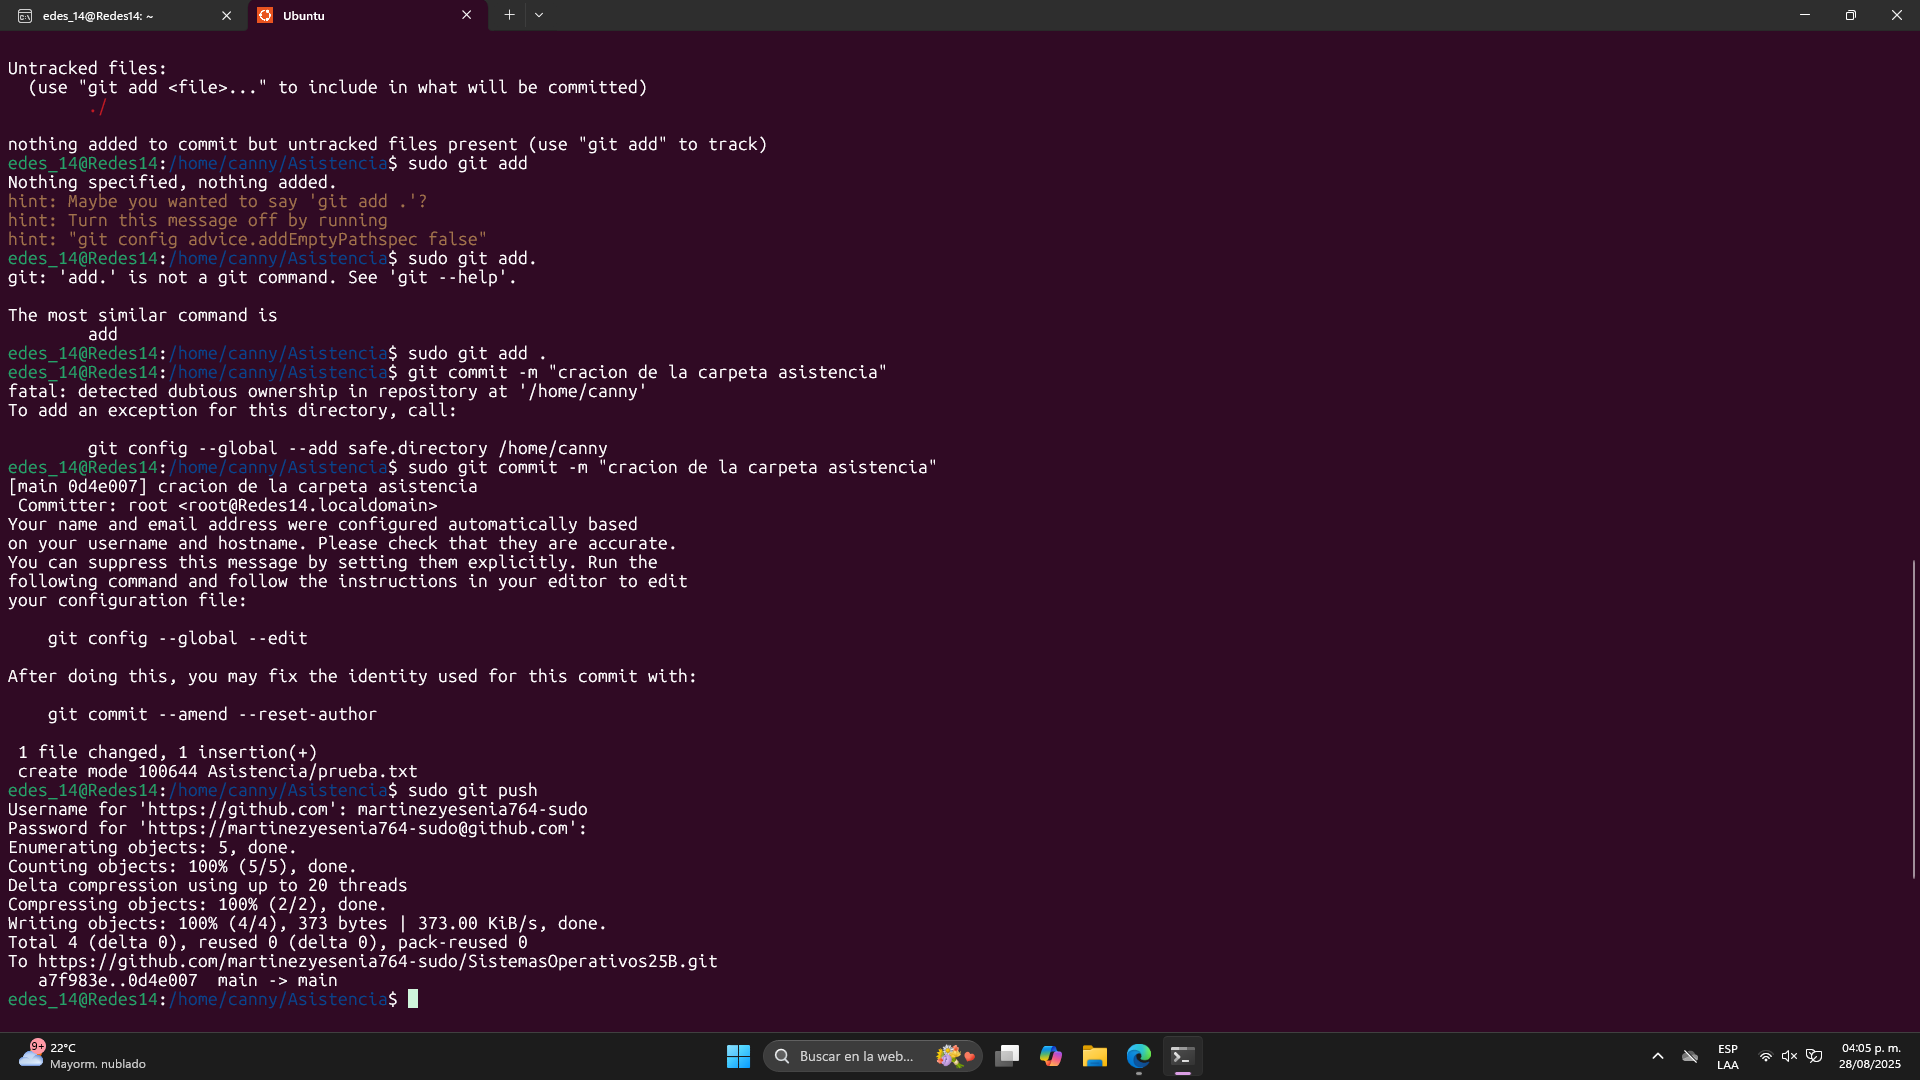 edes_14@Redes14: ~
Ubuntu
Untracked files:
  (use "git add <file>..." to include in what will be committed)
        ./
nothing added to commit but untracked files present (use "git add" to track)
edes_14@Redes14:/home/canny/Asistencia$ sudo git add
Nothing specified, nothing added.
hint: Maybe you wanted to say 'git add .'?
hint: Turn this message off by running
hint: "git config advice.addEmptyPathspec false"
edes_14@Redes14:/home/canny/Asistencia$ sudo git add.
git: 'add.' is not a git command. See 'git --help'.
The most similar command is
        add
edes_14@Redes14:/home/canny/Asistencia$ sudo git add .
edes_14@Redes14:/home/canny/Asistencia$ git commit -m "cracion de la carpeta asistencia"
fatal: detected dubious ownership in repository at '/home/canny'
To add an exception for this directory, call:
        git config --global --add safe.directory /home/canny
edes_14@Redes14:/home/canny/Asistencia$ sudo git commit -m "cracion de la carpeta asistencia"
[main 0d4e007] cracion de la carpeta asistencia
 Committer: root <root@Redes14.localdomain>
Your name and email address were configured automatically based
on your username and hostname. Please check that they are accurate.
You can suppress this message by setting them explicitly. Run the
following command and follow the instructions in your editor to edit
your configuration file:
    git config --global --edit
After doing this, you may fix the identity used for this commit with:
    git commit --amend --reset-author
 1 file changed, 1 insertion(+)
 create mode 100644 Asistencia/prueba.txt
edes_14@Redes14:/home/canny/Asistencia$ sudo git push
Username for 'https://github.com': martinezyesenia764-sudo
Password for 'https://martinezyesenia764-sudo@github.com':
Enumerating objects: 5, done.
Counting objects: 100% (5/5), done.
Delta compression using up to 20 threads
Compressing objects: 100% (2/2), done.
Writing objects: 100% (4/4), 373 bytes | 373.00 KiB/s, done.
Total 4 (delta 0), reused 0 (delta 0), pack-reused 0
To https://github.com/martinezyesenia764-sudo/SistemasOperativos25B.git
   a7f983e..0d4e007  main -> main
edes_14@Redes14:/home/canny/Asistencia$
9+
22°C
Mayorm. nublado
Buscar en la web...
ESP
LAA
04:05 p. m.
28/08/2025